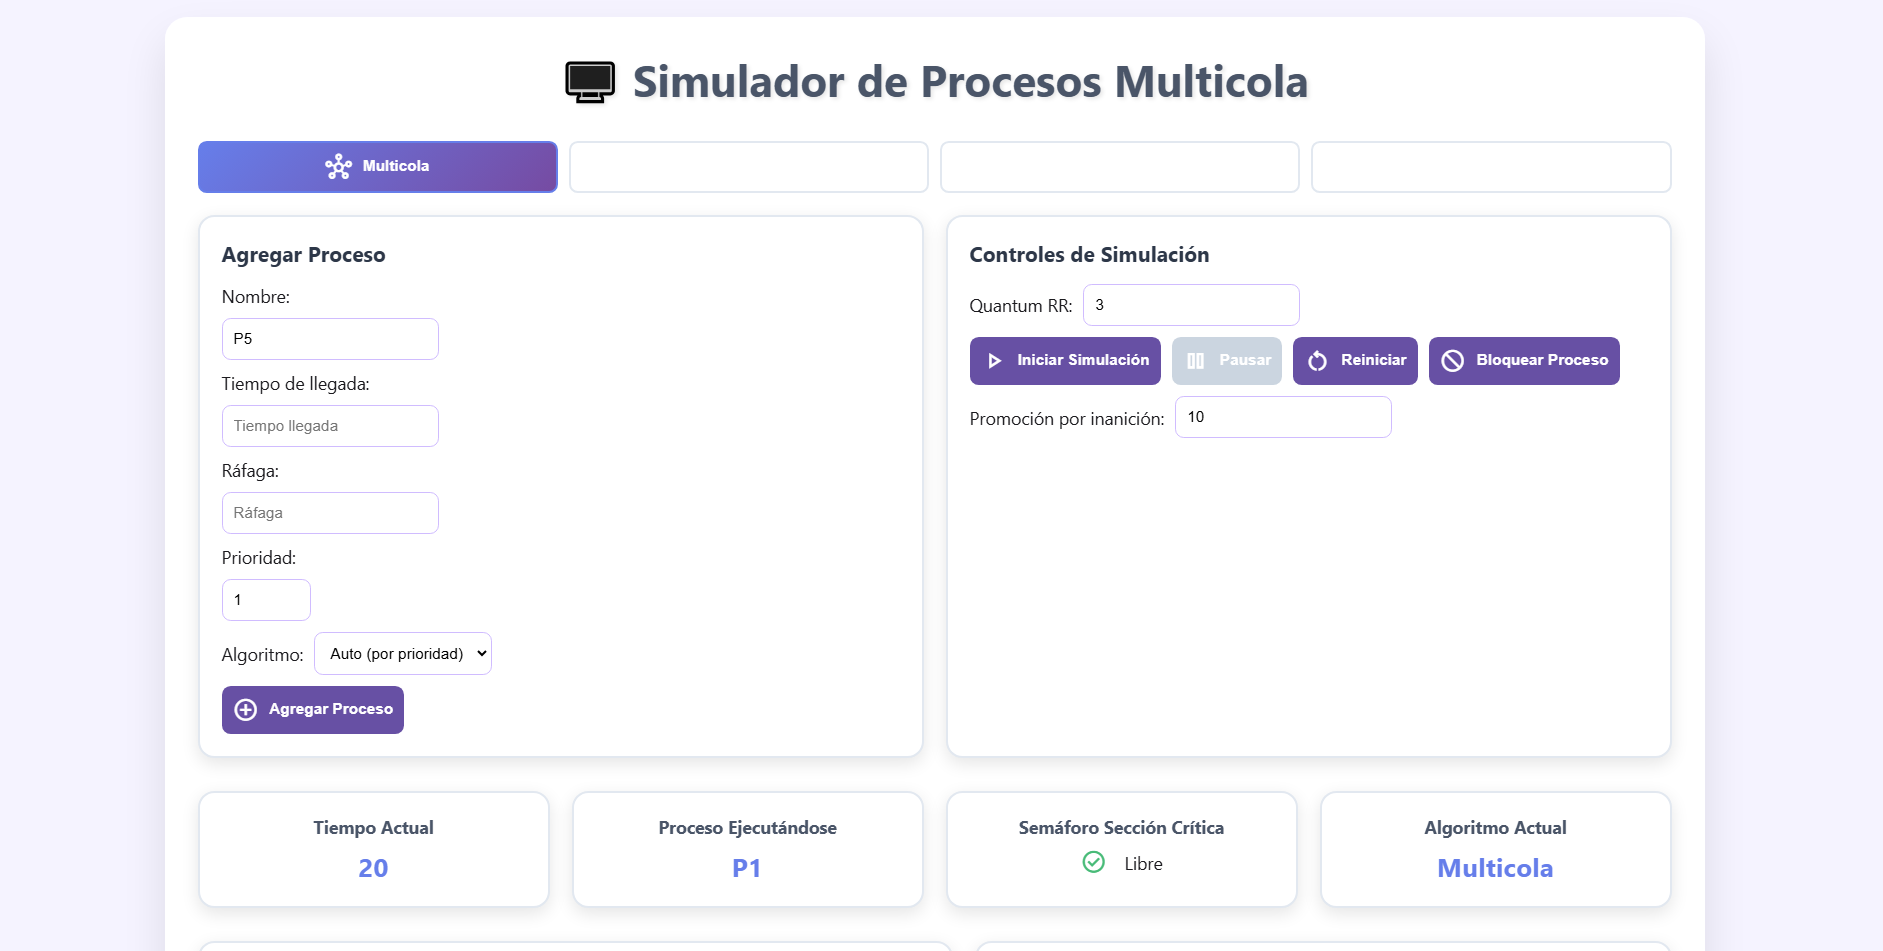 Simulador de Procesos Multicola
Multicola
Agregar Proceso
Nombre:
P5
Tiempo de llegada:
Tiempo llegada
Ráfaga:
Ráfaga
Prioridad:
1
Algoritmo: Auto (por prioridad)
Agregar Proceso
Controles de Simulación
Quantum RR: 3
Iniciar Simulación Pausar Reiniciar Bloquear Proceso
Promoción por inanición: 10
Tiempo Actual
20
Proceso Ejecutándose
P1
Semáforo Sección Crítica
Libre
Algoritmo Actual
Multicola